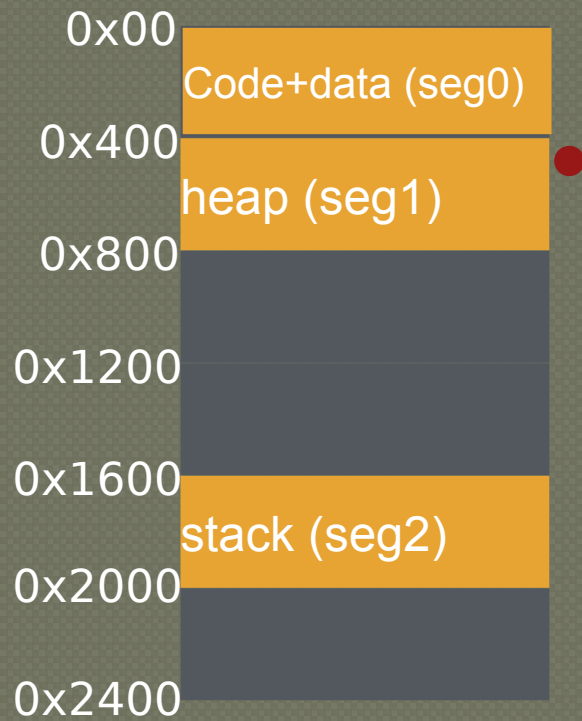 0x00
Code+data (seg0)
0x400
heap (seg1)
0x800
0x1200
0x1600
stack (seg2)
0x2000
0x2400